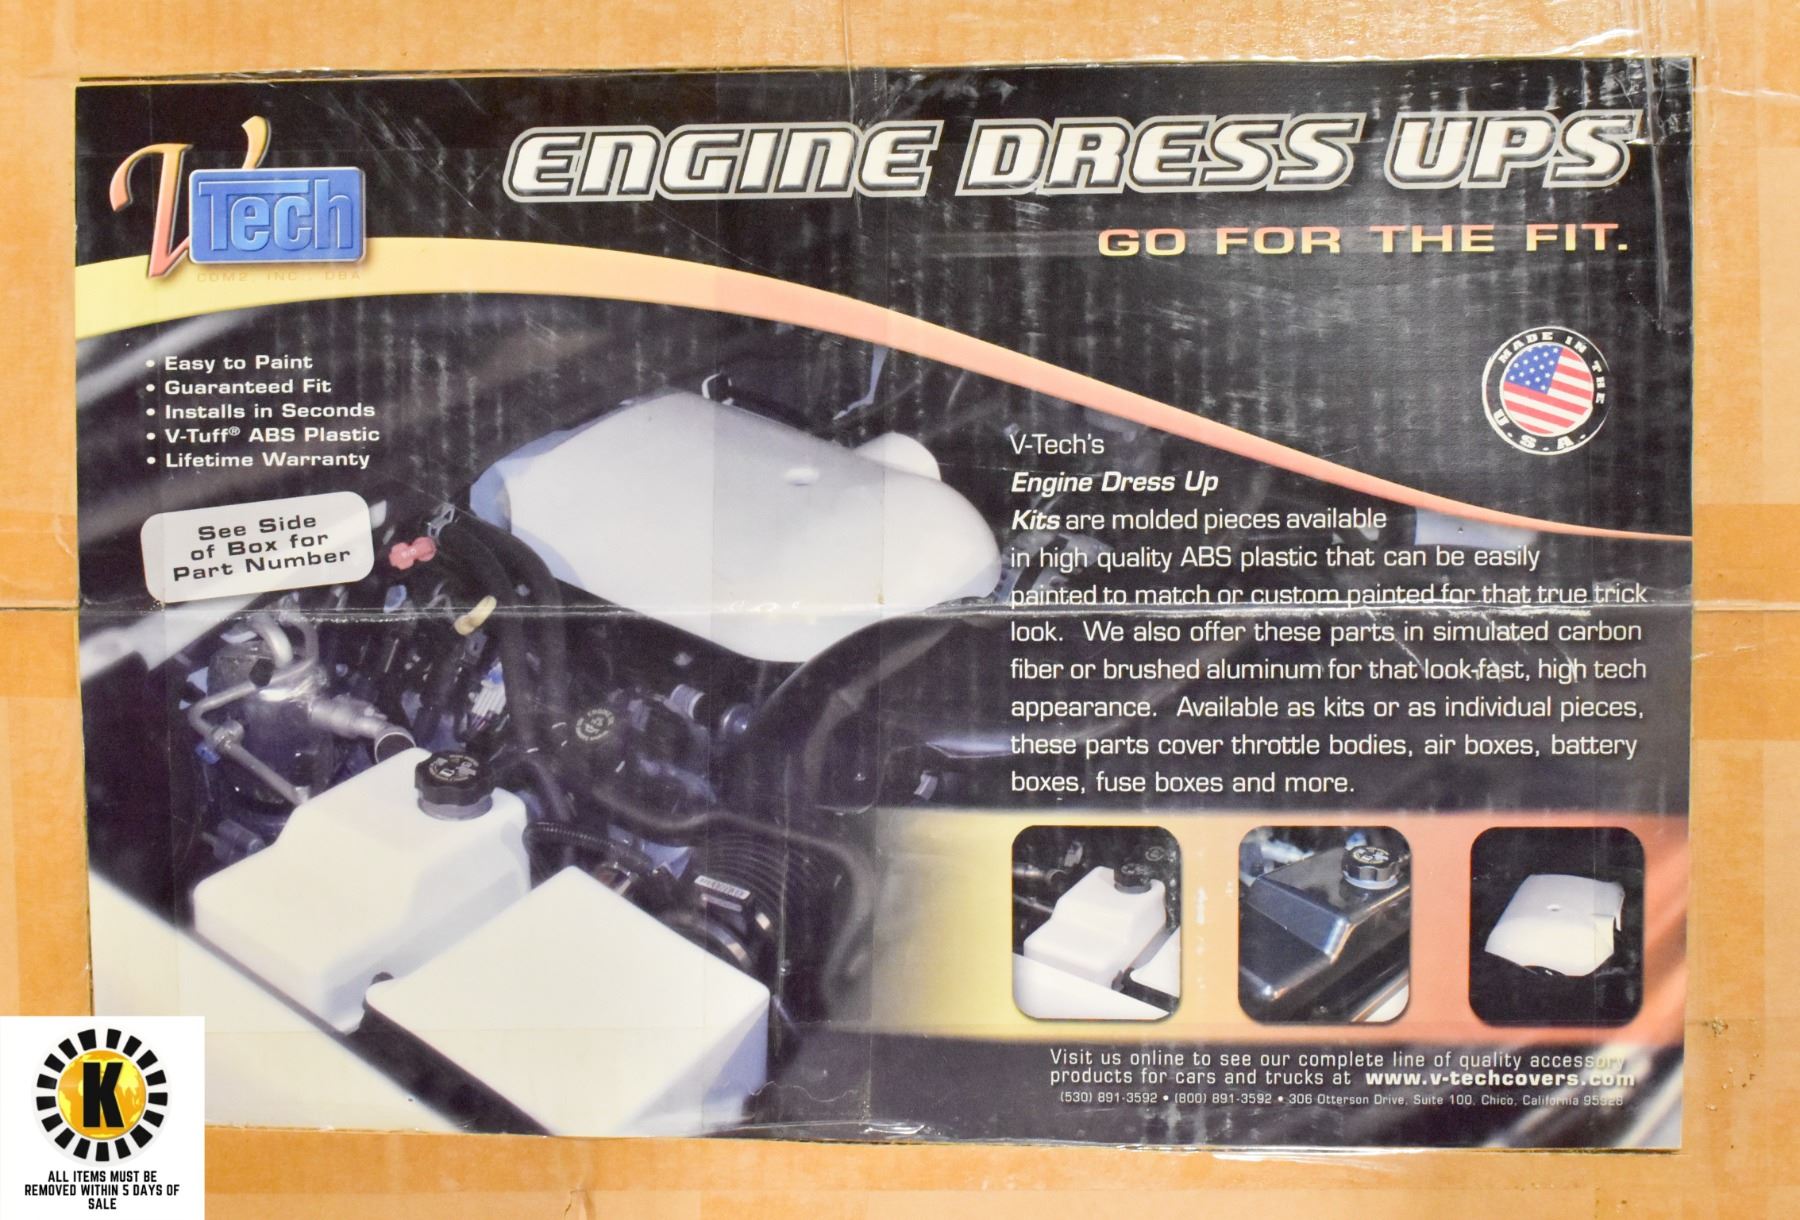 V Tech
COM2, INC., DBA
ENGINE DRESS UPS
GO FOR THE FIT.
• Easy to Paint
• Guaranteed Fit
• Installs in Seconds
• V-Tuff® ABS Plastic
• Lifetime Warranty
See Side
of Box for
Part Number
MADE IN THE
U.S.A.
V-Tech's
Engine Dress Up
Kits are molded pieces available
in high quality ABS plastic that can be easily
painted to match or custom painted for that true trick
look. We also offer these parts in simulated carbon
fiber or brushed aluminum for that look-fast, high tech
appearance. Available as kits or as individual pieces,
these parts cover throttle bodies, air boxes, battery
boxes, fuse boxes and more.
Visit us online to see our complete line of quality accessory
products for cars and trucks at www.v-techcovers.com
(530) 891-3592 • (800) 891-3592 • 306 Otterson Drive, Suite 100, Chico, California 95928
K
ALL ITEMS MUST BE
REMOVED WITHIN 5 DAYS OF
SALE